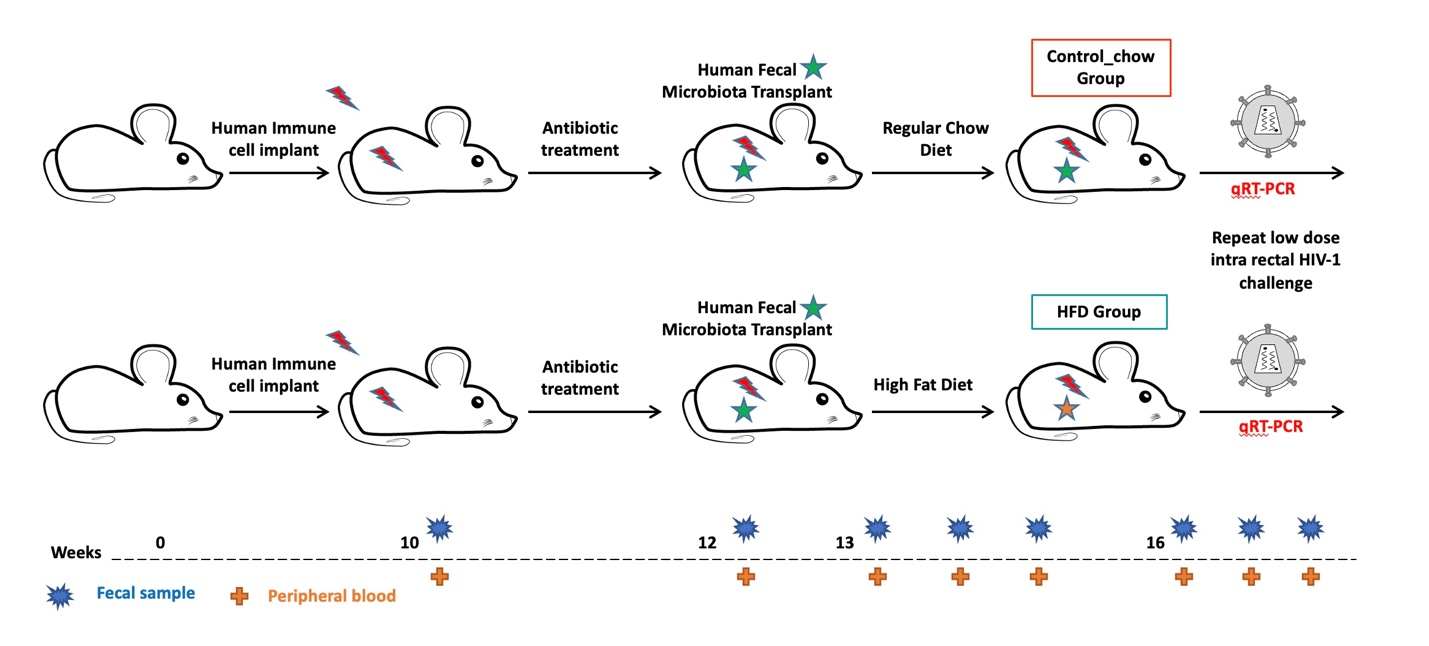 Human Fecal
Microbiota Transplant
Control_chow
Group
Human Immune
cell implant
Antibiotic
treatment
Regular Chow
Diet
qRT-PCR
Repeat low dose
intra rectal HIV-1
challenge
Human Fecal
Microbiota Transplant
HFD Group
Human Immune
cell implant
Antibiotic
treatment
High Fat Diet
qRT-PCR
Weeks
0
10
12
13
16
Fecal sample
Peripheral blood